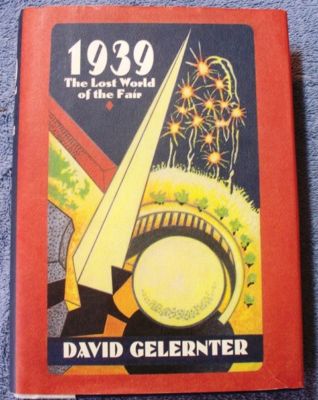 1939
The Lost World
of the Fair
DAVID GELERNTER